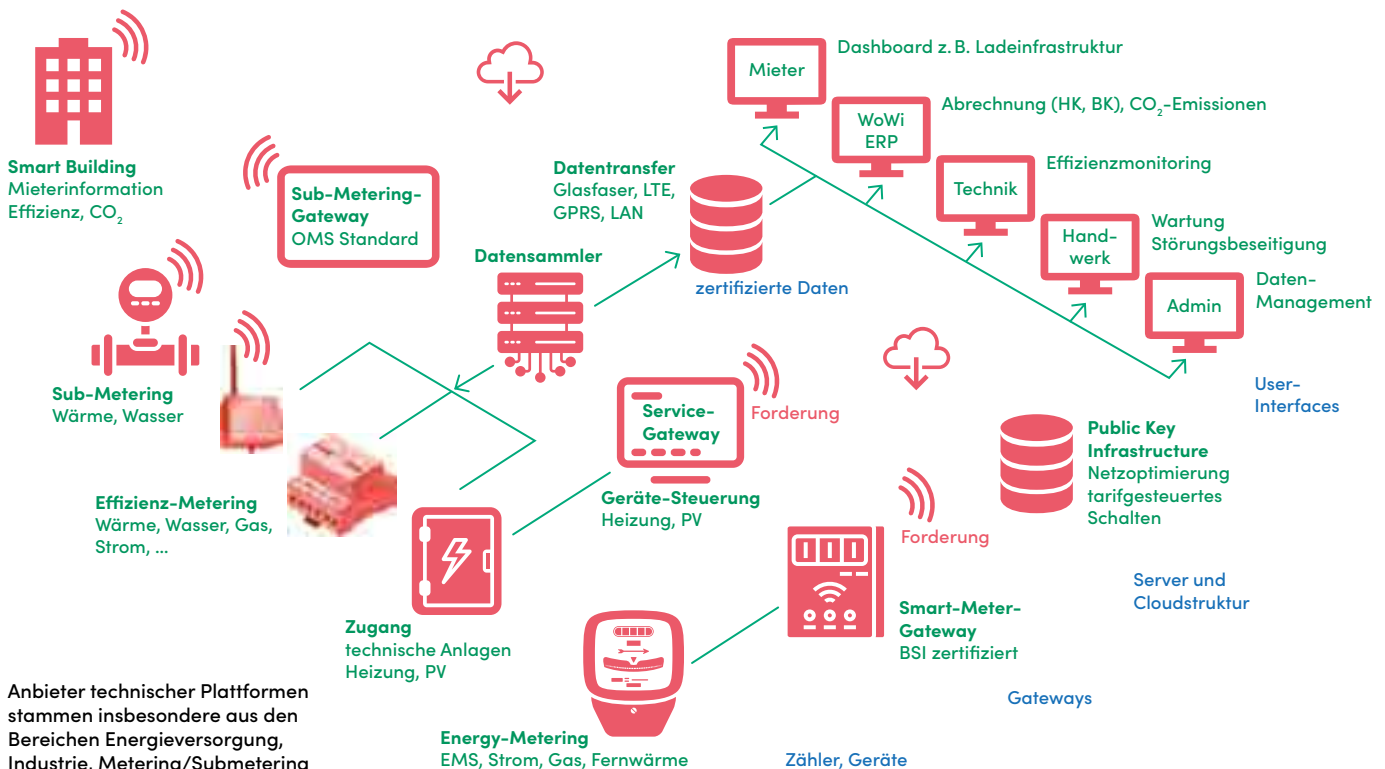 Smart Building
Mieterinformation
Effizienz, CO₂
Sub-Metering-
Gateway
OMS Standard
Sub-Metering
Wärme, Wasser
Effizienz-Metering
Wärme, Wasser, Gas,
Strom, ...
Datensammler
Datentransfer
Glasfaser, LTE,
GPRS, LAN
zertifizierte Daten
Mieter
Dashboard z. B. Ladeinfrastruktur
WoWi
ERP
Abrechnung (HK, BK), CO₂-Emissionen
Technik
Effizienzmonitoring
Hand-
werk
Wartung
Störungsbeseitigung
Admin
Daten-
Management
User-
Interfaces
Service-
Gateway
Forderung
Geräte-Steuerung
Heizung, PV
Public Key
Infrastructure
Netzoptimierung
tarifgesteuertes
Schalten
Server und
Cloudstruktur
Zugang
technische Anlagen
Heizung, PV
Forderung
Smart-Meter-
Gateway
BSI zertifiziert
Gateways
Energy-Metering
EMS, Strom, Gas, Fernwärme
Zähler, Geräte
Anbieter technischer Plattformen
stammen insbesondere aus den
Bereichen Energieversorgung,
Industrie, Metering/Submetering